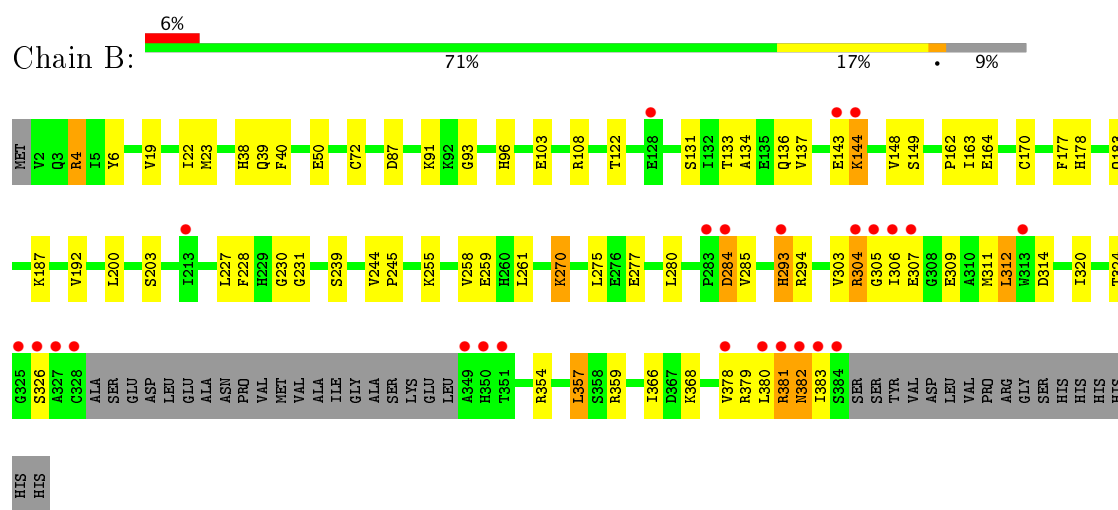 6%
Chain B:
71% 17% • 9%
MET V2 Q3 R4 I5 Y6 V19 I22 M23 H38 Q39 F40 E50 C72 D87 K91 K92 G93 H96 E103 R108 T122 E128 S131 I132 T133 A134 E135 Q136 V137 E143 K144 V148 S149 P162 I163 E164 C170 F177 H178
K187 V192 L200 S203 I213 L227 F228 H229 G230 G231 S239 V244 P245 K255 V258 E259 H260 L261 K270 L275 E276 E277 L280 P283 D284 V285 H293 R294 V303 R304 G305 I306 E307 G308 E309 A310 M311 L312 W313 D314 I320 T324
G325 S326 A327 C328 ALA SER GLU ASP LEU GLU ALA ASN PRO VAL MET VAL ALA ILE GLY ALA SER LYS GLU LEU A349 H350 T351 R354 L357 S358 R359 I366 D367 K368 V378 R379 L380 R381 N382 I383 S384 SER SER TYR VAL ASP LEU VAL PRO ARG GLY SER HIS HIS HIS HIS
HIS HIS